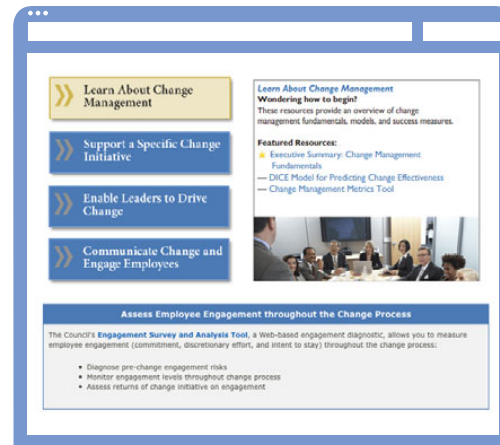 Learn About Change
Management
Support a Specific Change
Initiative
Enable Leaders to Drive
Change
Communicate Change and
Engage Employees
Learn About Change Management
Wondering how to begin?
These resources provide an overview of change
management fundamentals, models, and success measures.
Featured Resources:
Executive Summary: Change Management
Fundamentals
— DICE Model for Predicting Change Effectiveness
— Change Management Metrics Tool
Assess Employee Engagement throughout the Change Process
The Council's Engagement Survey and Analysis Tool, a Web-based engagement diagnostic, allows you to measure
employee engagement (commitment, discretionary effort, and intent to stay) throughout the change process:
• Diagnose pre-change engagement risks
• Monitor engagement levels throughout change process
• Assess returns of change initiative on engagement